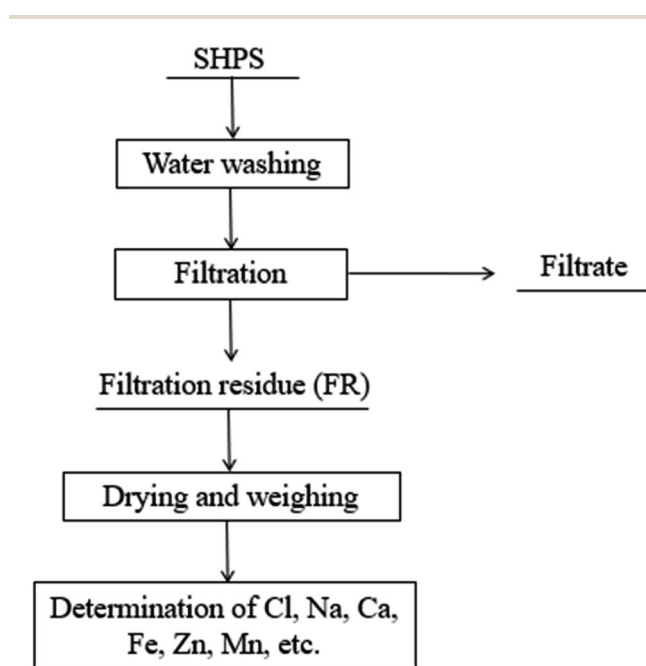 SHPS
Water washing
Filtration
Filtrate
Filtration residue (FR)
Drying and weighing
Determination of Cl, Na, Ca,
Fe, Zn, Mn, etc.